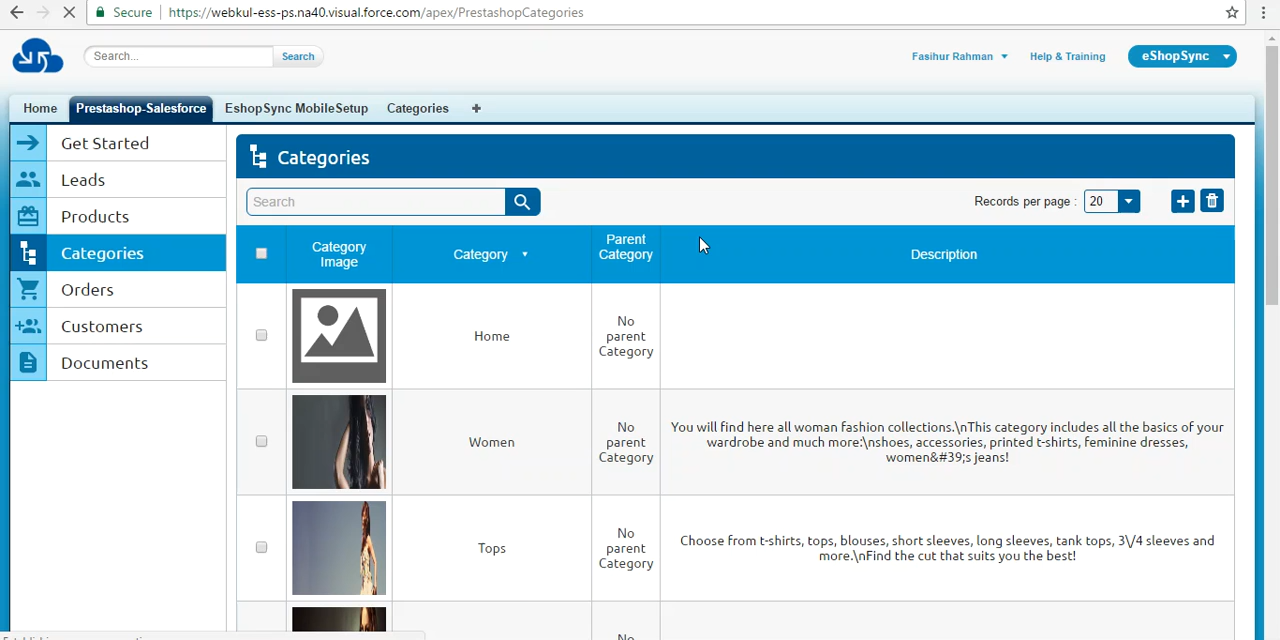 Secure https://webkul-ess-ps.na40.visual.force.com/apex/PrestashopCategories
Search...
Search
Fasihur Rahman
Help & Training
eShopSync
Home
Prestashop-Salesforce
EshopSync MobileSetup
Categories
Get Started
Leads
Products
Categories
Orders
Customers
Documents
Categories
Search
Records per page :
20
Category
Image
Category
Parent
Category
Description
Home
No
parent
Category
Women
No
parent
Category
You will find here all woman fashion collections.\nThis category includes all the basics of your
wardrobe and much more:\nshoes, accessories, printed t-shirts, feminine dresses,
women&#39;s jeans!
Tops
No
parent
Category
Choose from t-shirts, tops, blouses, short sleeves, long sleeves, tank tops, 3\/4 sleeves and
more.\nFind the cut that suits you the best!
No